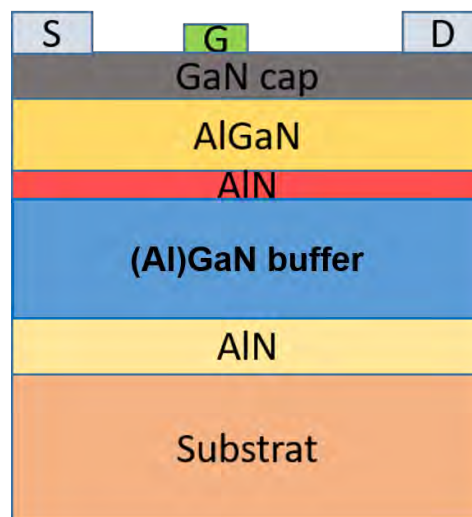 S
G
D
GaN cap
AlGaN
AlN
(Al)GaN buffer
AlN
Substrat